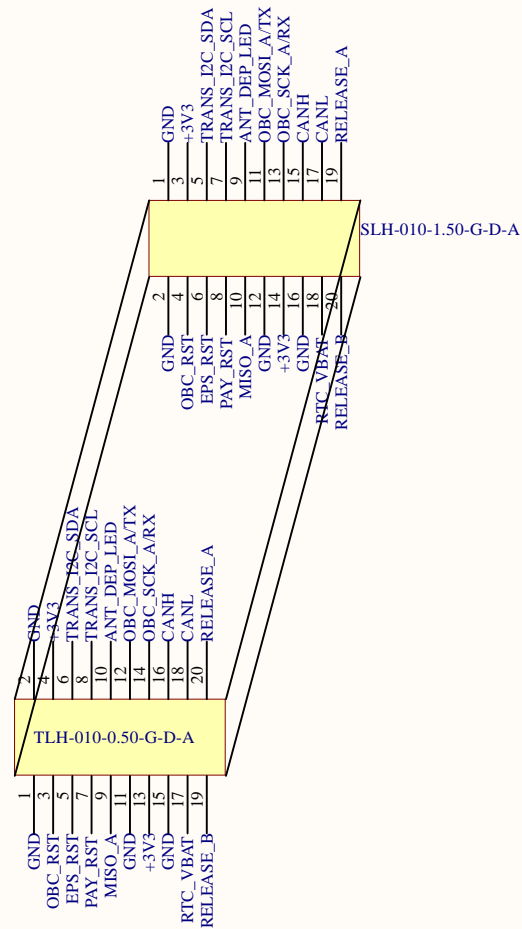 GND
+3V3
TRANS_I2C_SDA
TRANS_I2C_SCL
ANT_DEP_LED
OBC_MOSI_A/TX
OBC_SCK_A/RX
CANH
CANL
RELEASE_A
1
3
5
7
9
11
13
15
17
19
SLH-010-1.50-G-D-A
2
4
6
8
10
12
14
16
18
20
GND
OBC_RST
EPS_RST
PAY_RST
MISO_A
GND
+3V3
GND
RTC_VBAT
RELEASE_B
GND
+3V3
TRANS_I2C_SDA
TRANS_I2C_SCL
ANT_DEP_LED
OBC_MOSI_A/TX
OBC_SCK_A/RX
CANH
CANL
RELEASE_A
2
4
6
8
10
12
14
16
18
20
TLH-010-0.50-G-D-A
1
3
5
7
9
11
13
15
17
19
GND
OBC_RST
EPS_RST
PAY_RST
MISO_A
GND
+3V3
GND
RTC_VBAT
RELEASE_B